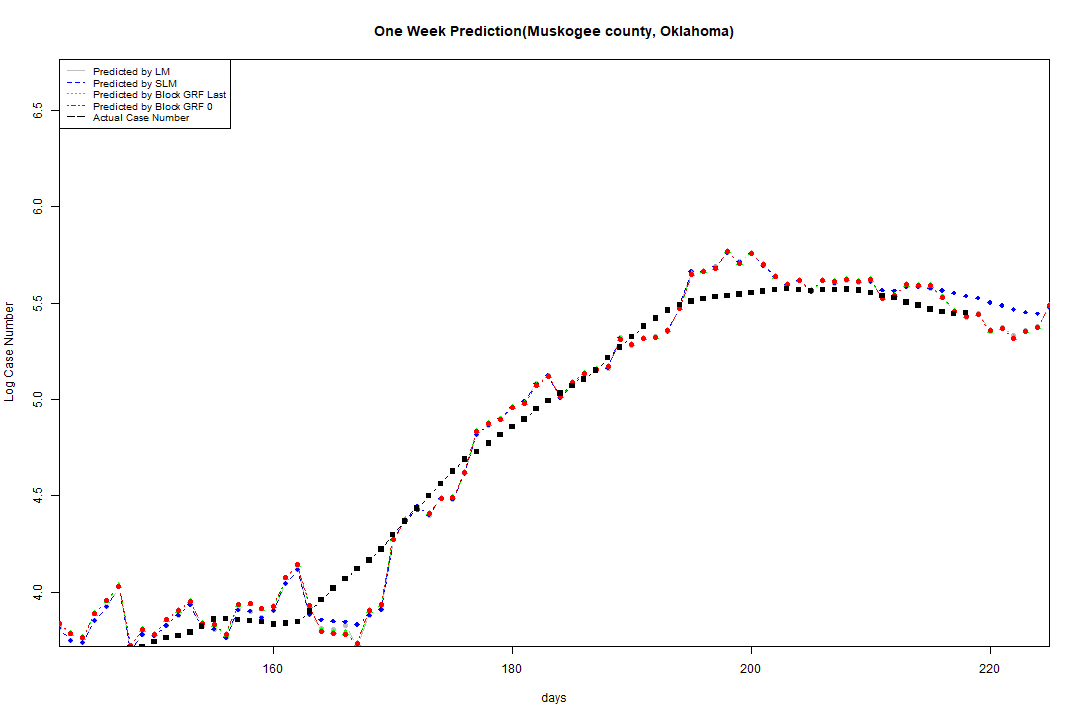 One Week Prediction(Muskogee county, Oklahoma)
Predicted by LM
Predicted by SLM
Predicted by Block GRF Last
Predicted by Block GRF 0
Actual Case Number
6.5
6.0
5.5
5.0
4.5
4.0
Log Case Number
160 180 200 220
days